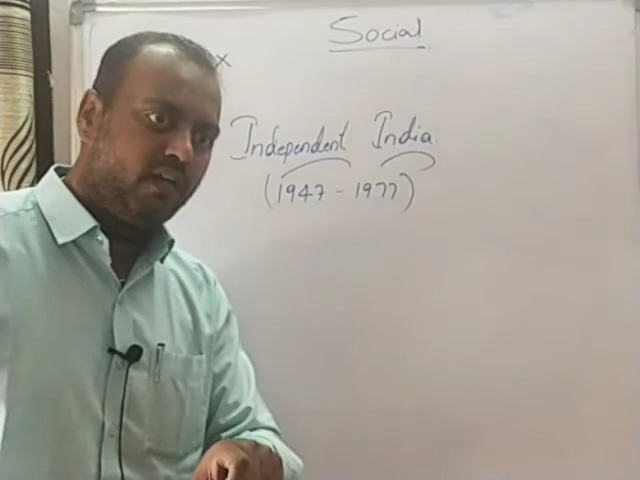 Social
x
Independent India.
(1947 - 1977)